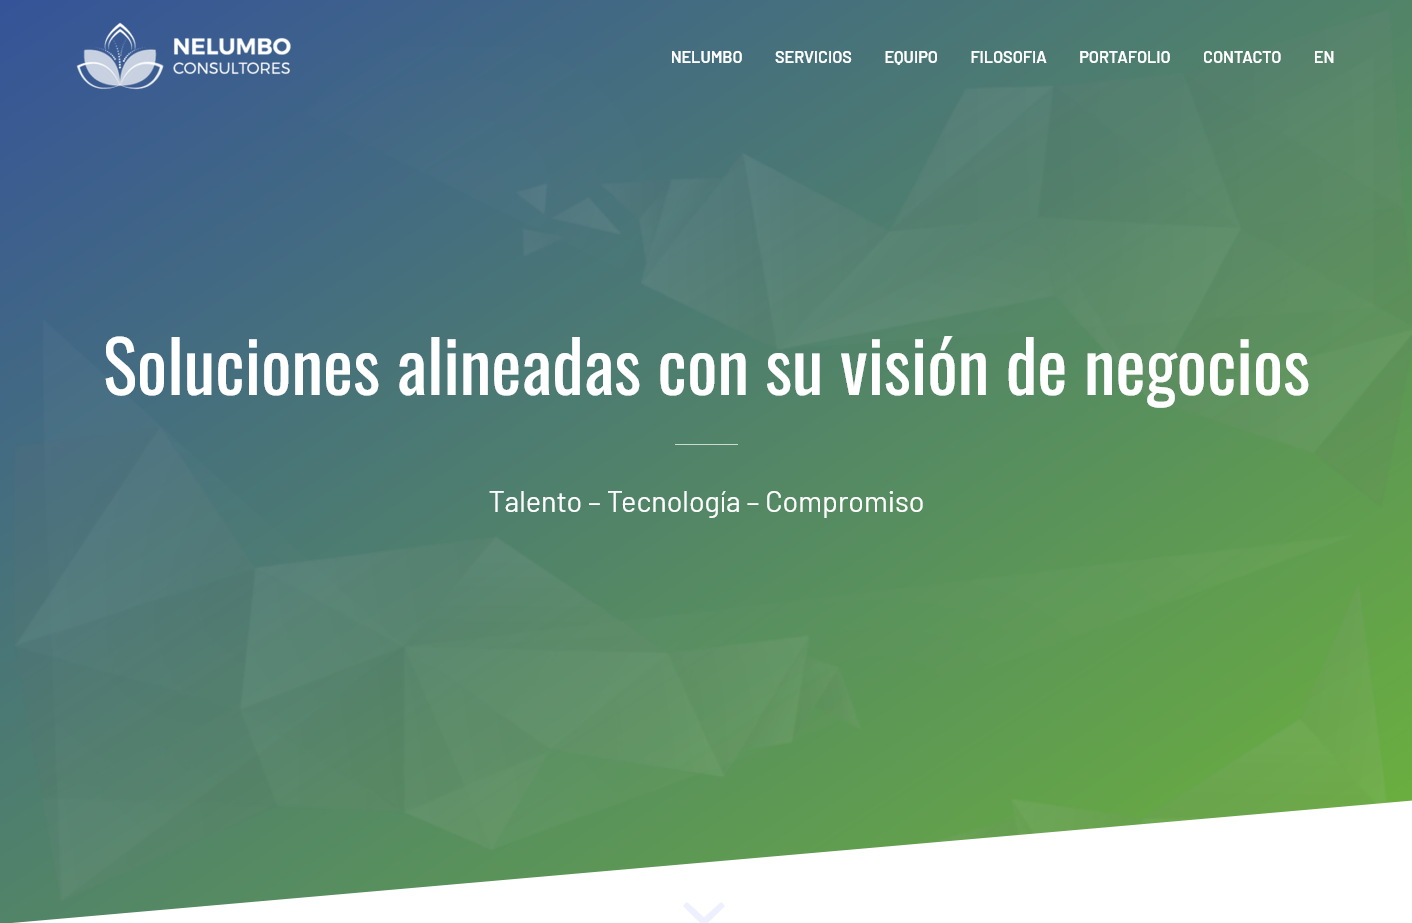 NELUMBO
CONSULTORES
NELUMBO SERVICIOS EQUIPO FILOSOFIA PORTAFOLIO CONTACTO EN
Soluciones alineadas con su visión de negocios
Talento – Tecnología – Compromiso